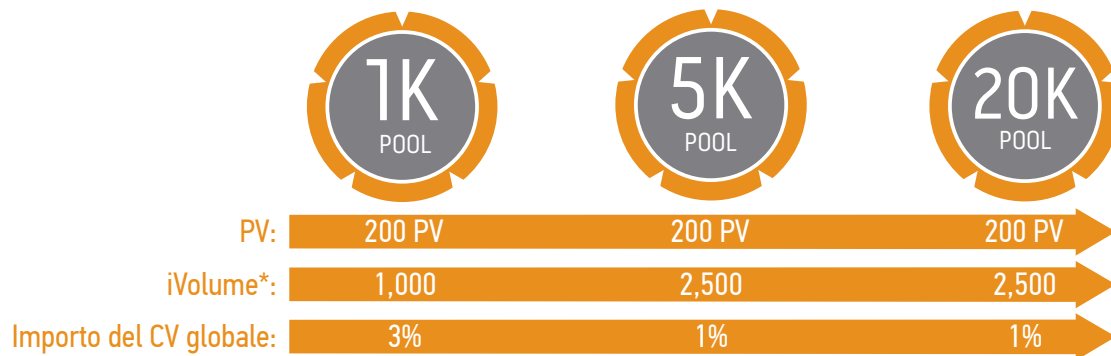 1K
POOL
5K
POOL
20K
POOL
PV: 200 PV 200 PV 200 PV
iVolume*: 1,000 2,500 2,500
Importo del CV globale: 3% 1% 1%